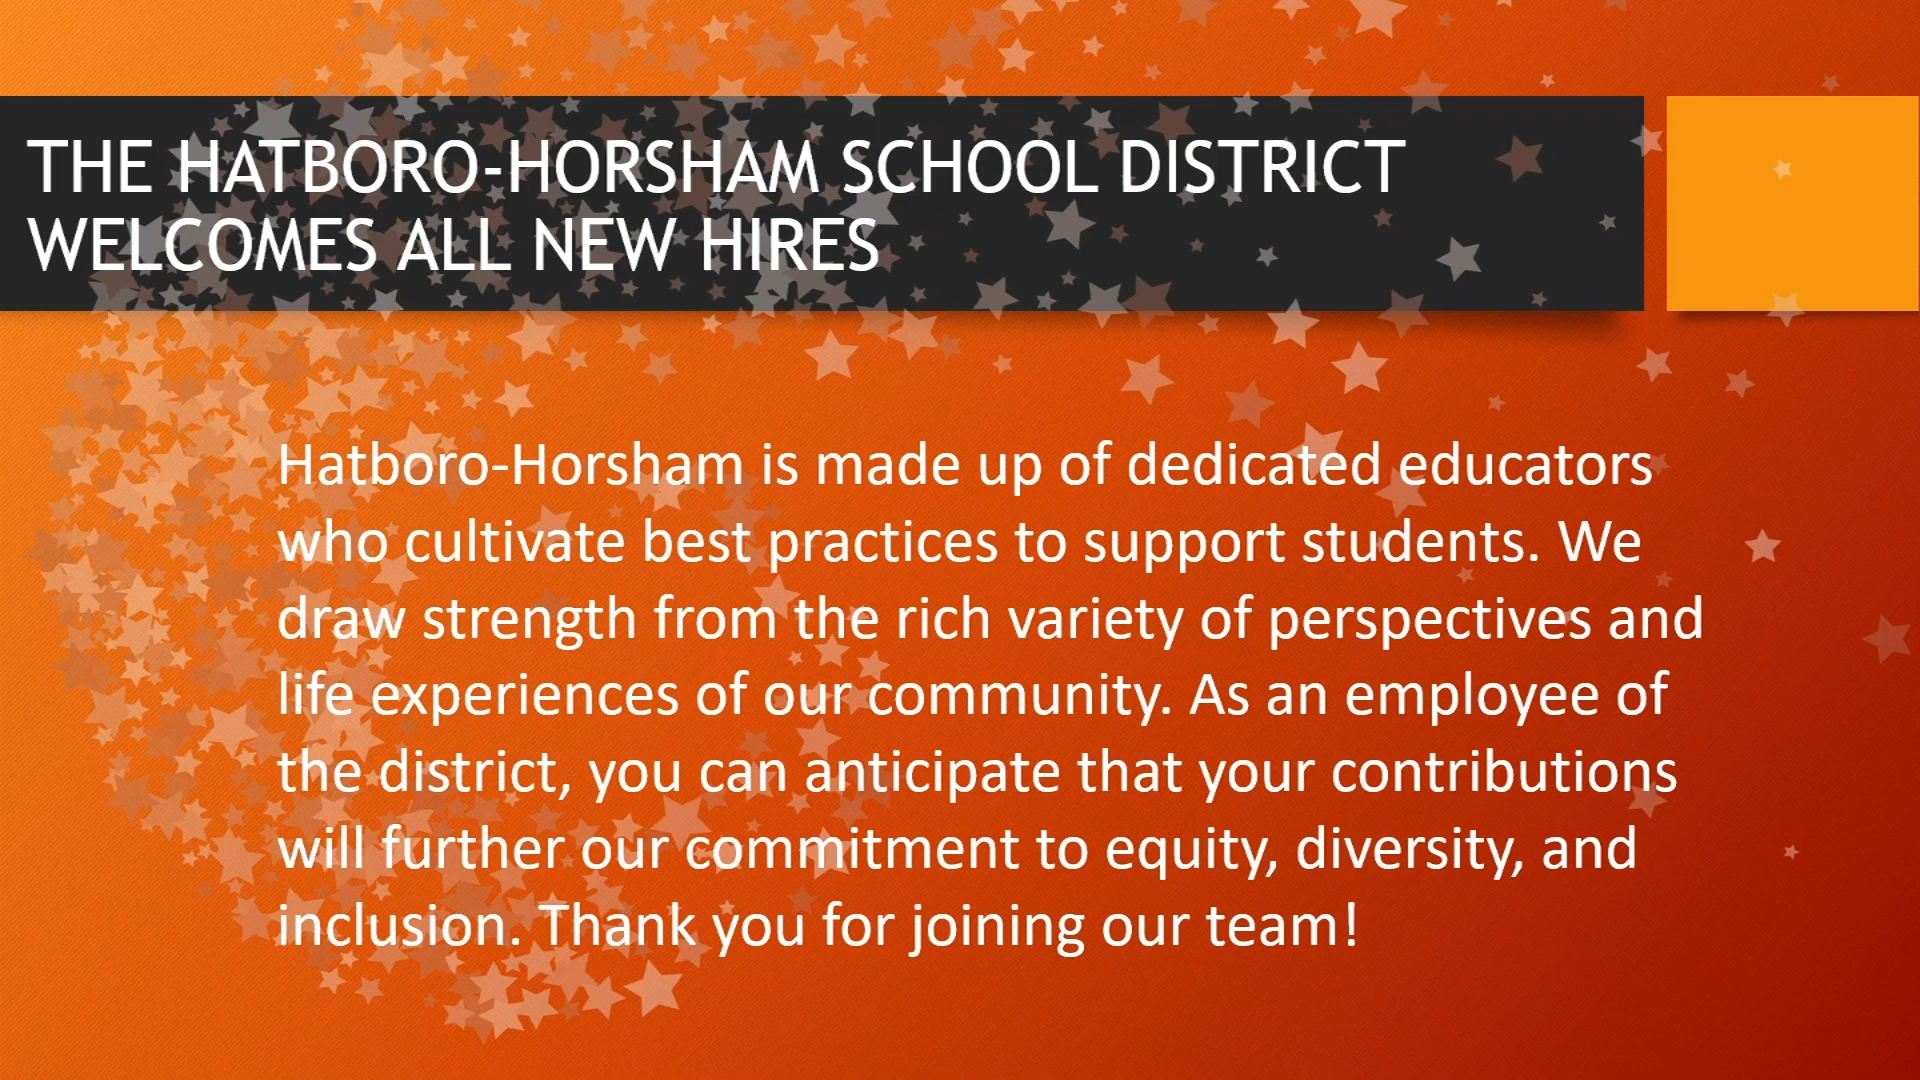 THE HATBORO-HORSHAM SCHOOL DISTRICT
WELCOMES ALL NEW HIRES
Hatboro-Horsham is made up of dedicated educators
who cultivate best practices to support students. We
draw strength from the rich variety of perspectives and
life experiences of our community. As an employee of
the district, you can anticipate that your contributions
will further our commitment to equity, diversity, and
inclusion. Thank you for joining our team!